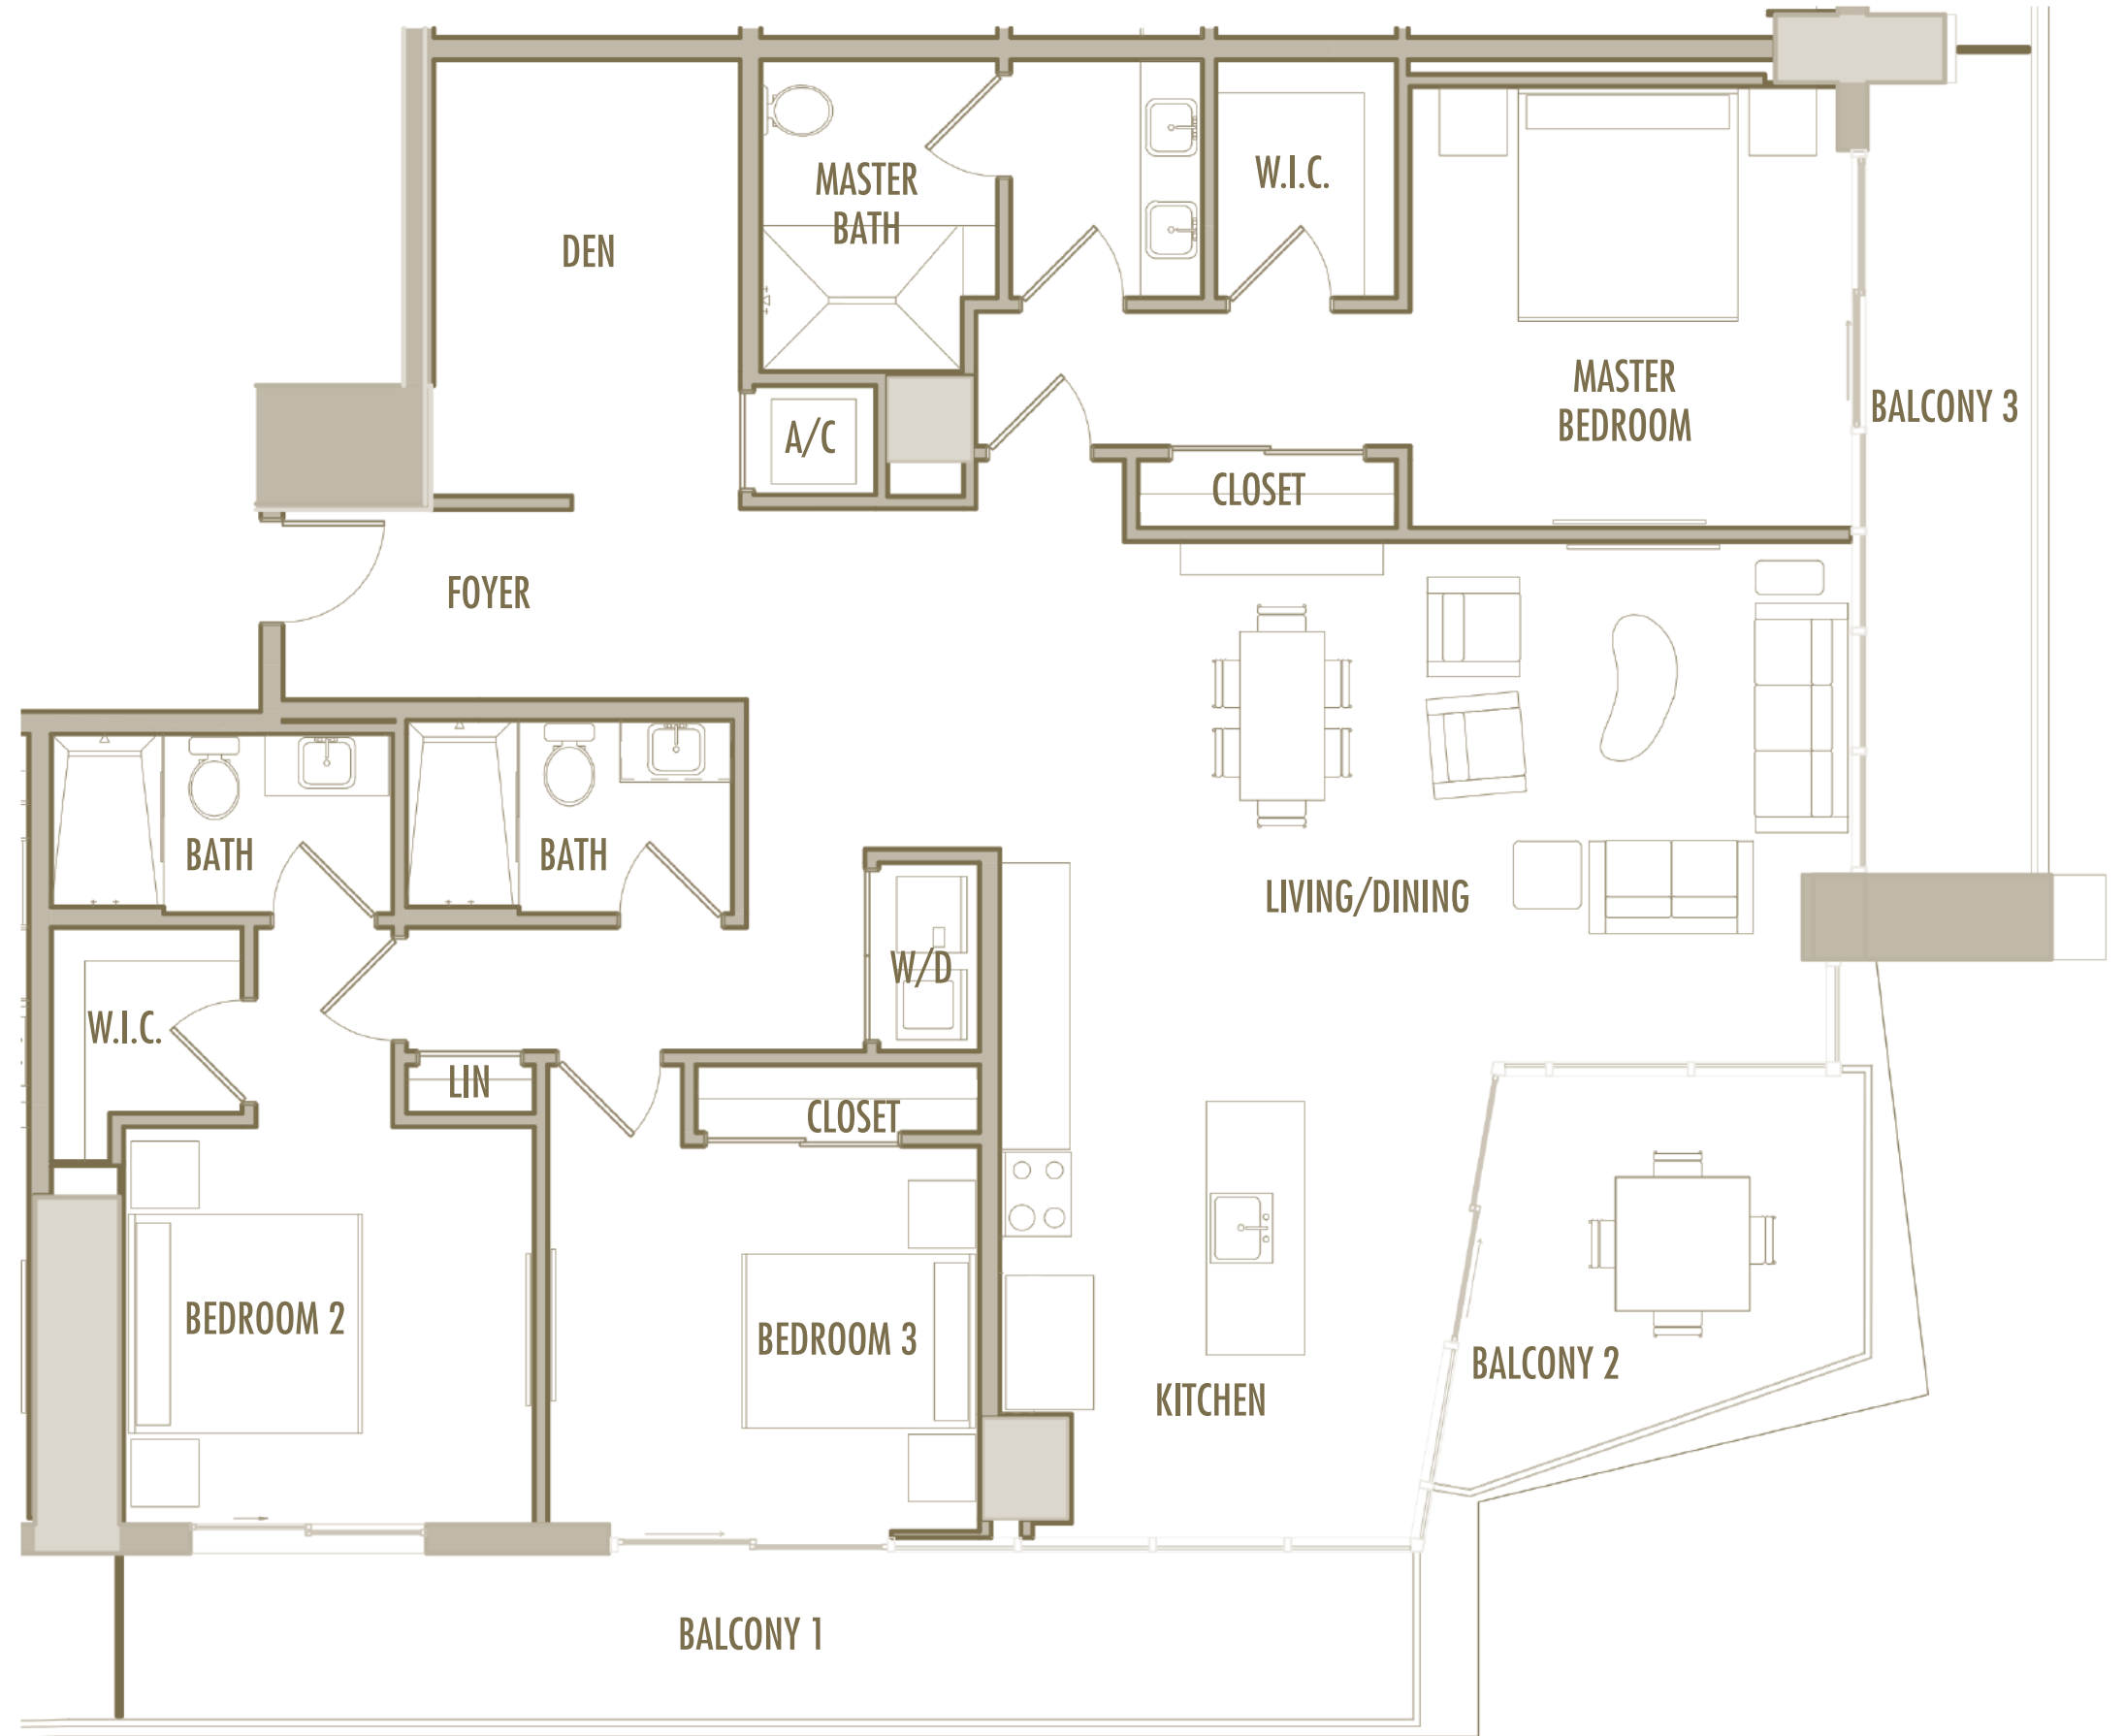 MASTER
BATH
W.I.C.
DEN
MASTER
BEDROOM
BALCONY 3
A/C
CLOSET
FOYER
BATH
BATH
LIVING/DINING
W/D
W.I.C.
LIN
CLOSET
BEDROOM 2
BEDROOM 3
BALCONY 2
KITCHEN
BALCONY 1